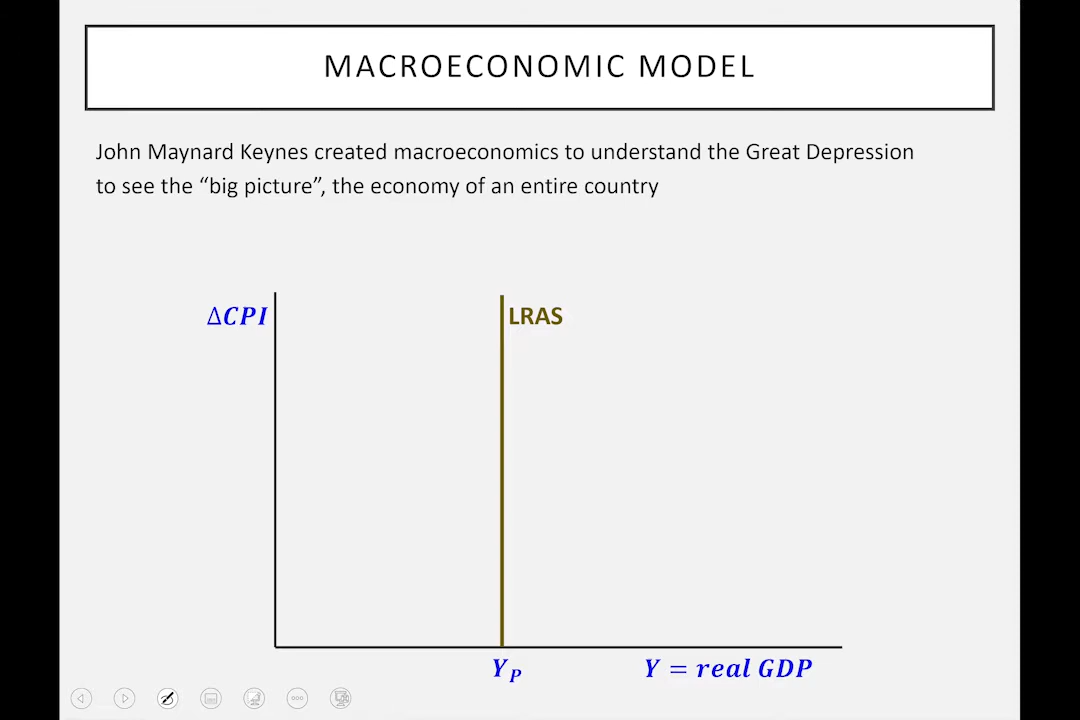 MACROECONOMIC MODEL
John Maynard Keynes created macroeconomics to understand the Great Depression
to see the “big picture”, the economy of an entire country
ΔCPI
LRAS
Y_P
Y = real GDP